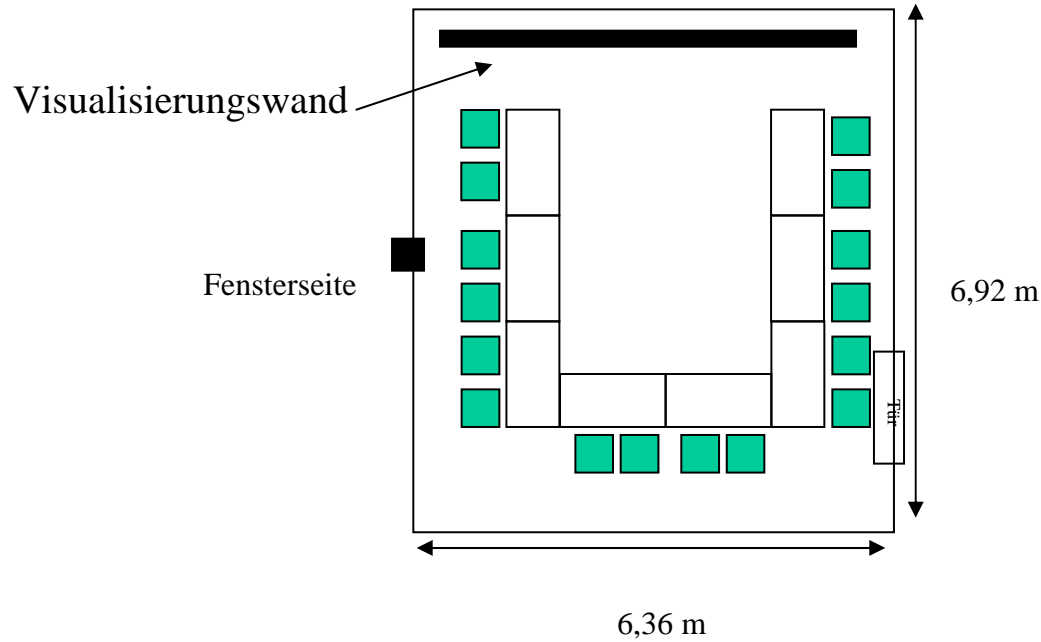 Visualisierungswand
Fensterseite
6,92 m
Tür
6,36 m